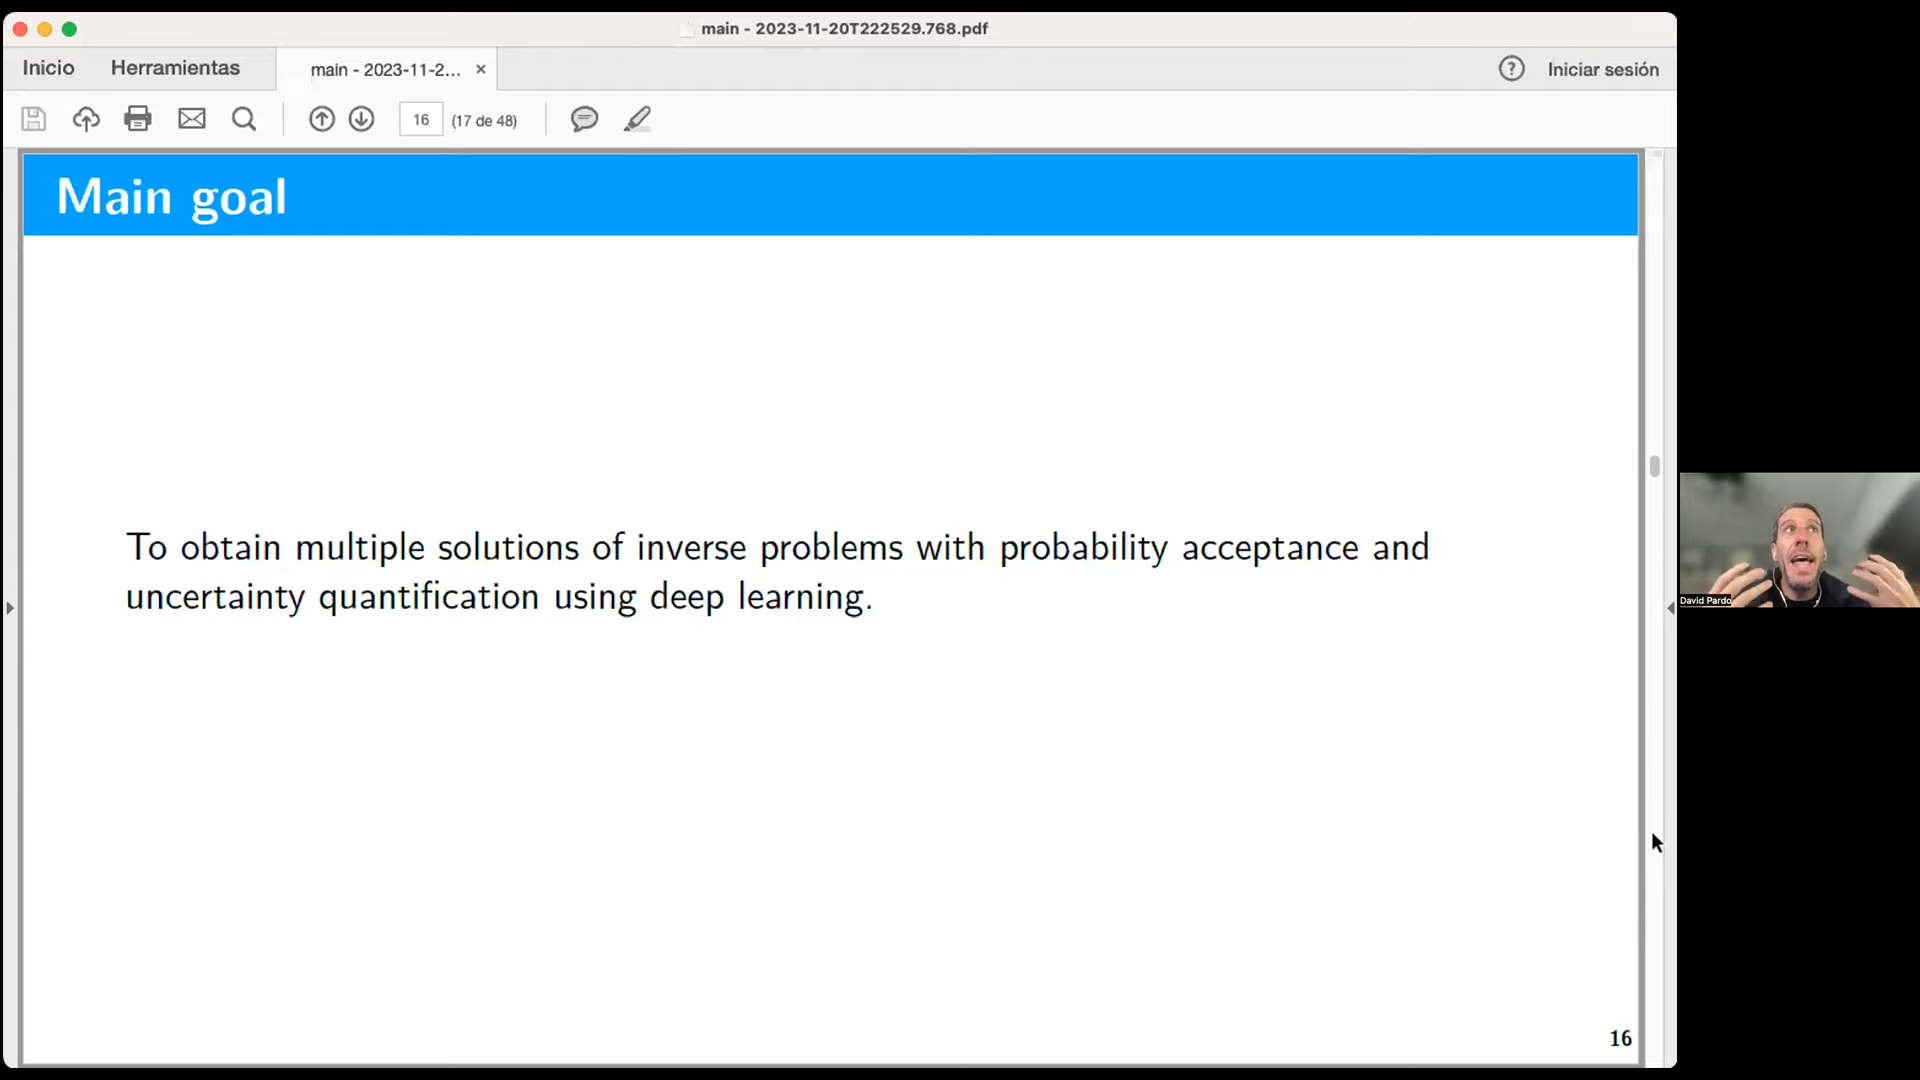 main - 2023-11-20T222529.768.pdf
Inicio
Herramientas
main - 2023-11-2...
Iniciar sesión
16
(17 de 48)
Main goal
To obtain multiple solutions of inverse problems with probability acceptance and
uncertainty quantification using deep learning.
David Pardo
16